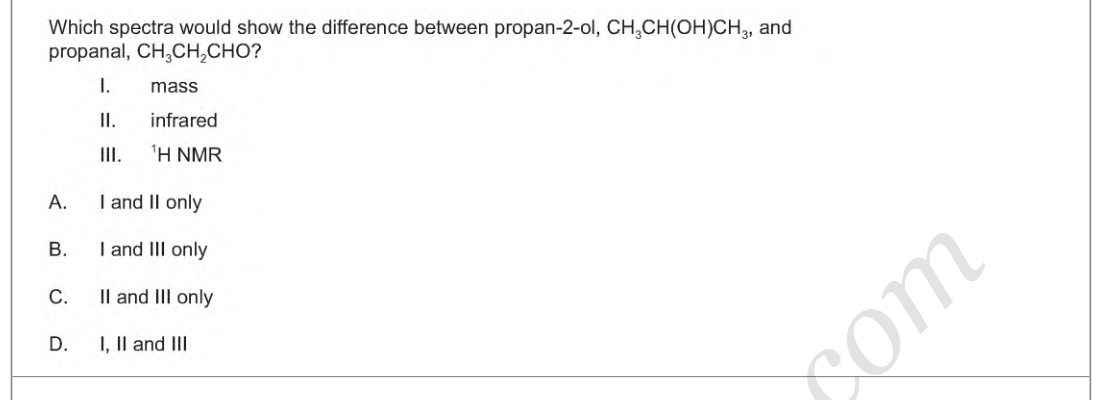 Which spectra would show the difference between propan-2-ol, CH₃CH(OH)CH₃, and
propanal, CH₃CH₂CHO?
I. mass
II. infrared
III. ¹H NMR
A. I and II only
B. I and III only
C. II and III only
D. I, II and III
com